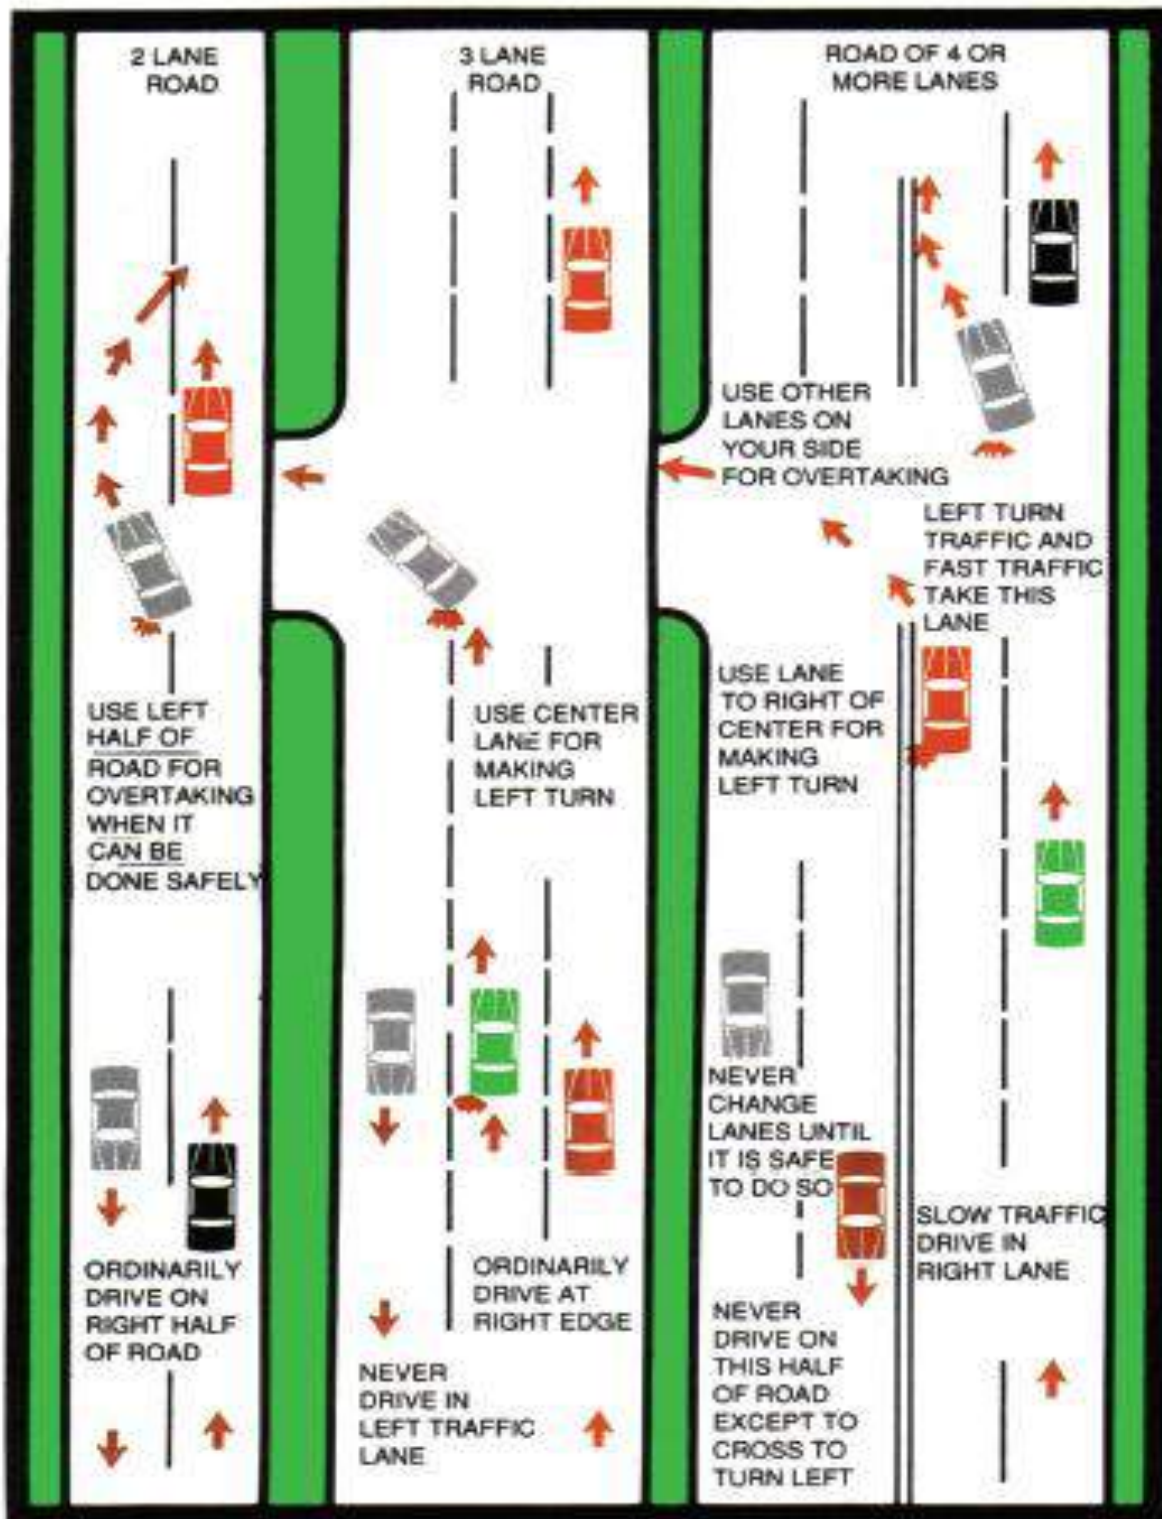 2 LANE
ROAD
USE LEFT
HALF OF
ROAD FOR
OVERTAKING
WHEN IT
CAN BE
DONE SAFELY
ORDINARILY
DRIVE ON
RIGHT HALF
OF ROAD
3 LANE
ROAD
USE CENTER
LANE FOR
MAKING
LEFT TURN
ORDINARILY
DRIVE AT
RIGHT EDGE
NEVER
DRIVE IN
LEFT TRAFFIC
LANE
ROAD OF 4 OR
MORE LANES
USE OTHER
LANES ON
YOUR SIDE
FOR OVERTAKING
LEFT TURN
TRAFFIC AND
FAST TRAFFIC
TAKE THIS
LANE
USE LANE
TO RIGHT OF
CENTER FOR
MAKING
LEFT TURN
NEVER
CHANGE
LANES UNTIL
IT IS SAFE
TO DO SO
SLOW TRAFFIC
DRIVE IN
RIGHT LANE
NEVER
DRIVE ON
THIS HALF
OF ROAD
EXCEPT TO
CROSS TO
TURN LEFT